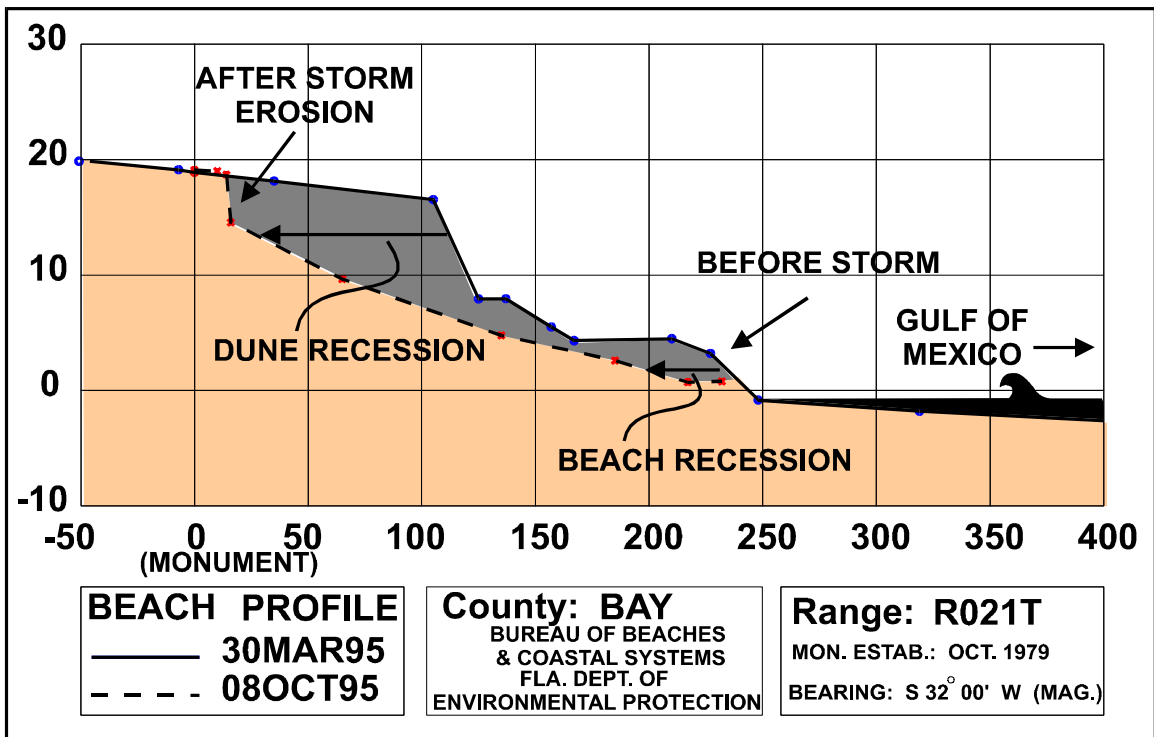 30
AFTER STORM
EROSION
20
10
BEFORE STORM
GULF OF
MEXICO
DUNE RECESSION
0
BEACH RECESSION
-10
-50 0 50 100 150 200 250 300 350 400
(MONUMENT)
BEACH PROFILE
30MAR95
08OCT95
County: BAY
BUREAU OF BEACHES
& COASTAL SYSTEMS
FLA. DEPT. OF
ENVIRONMENTAL PROTECTION
Range: R021T
MON. ESTAB.: OCT. 1979
BEARING: S 32° 00' W (MAG.)